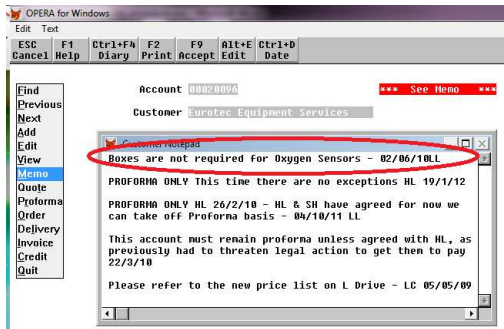 OPERA for Windows
Edit Text
ESC F1 Ctrl+F4 F2 F9 Alt+E Ctrl+D
Cancel Help Diary Print Accept Edit Date
Find
Previous
Next
Add
Edit
View
Memo
Quote
Proforma
Order
Delivery
Invoice
Credit
Quit
Account 00020096
*** See Memo ***
Customer Eurotec Equipment Services
Customer Notepad
Boxes are not required for Oxygen Sensors - 02/06/10LL
PROFORMA ONLY This time there are no exceptions HL 19/1/12
PROFORMA ONLY HL 26/2/10 - HL & SH have agreed for now we
can take off Proforma basis - 04/10/11 LL
This account must remain proforma unless agreed with HL, as
previously had to threaten legal action to get them to pay
22/3/10
Please refer to the new price list on L Drive - LC 05/05/09